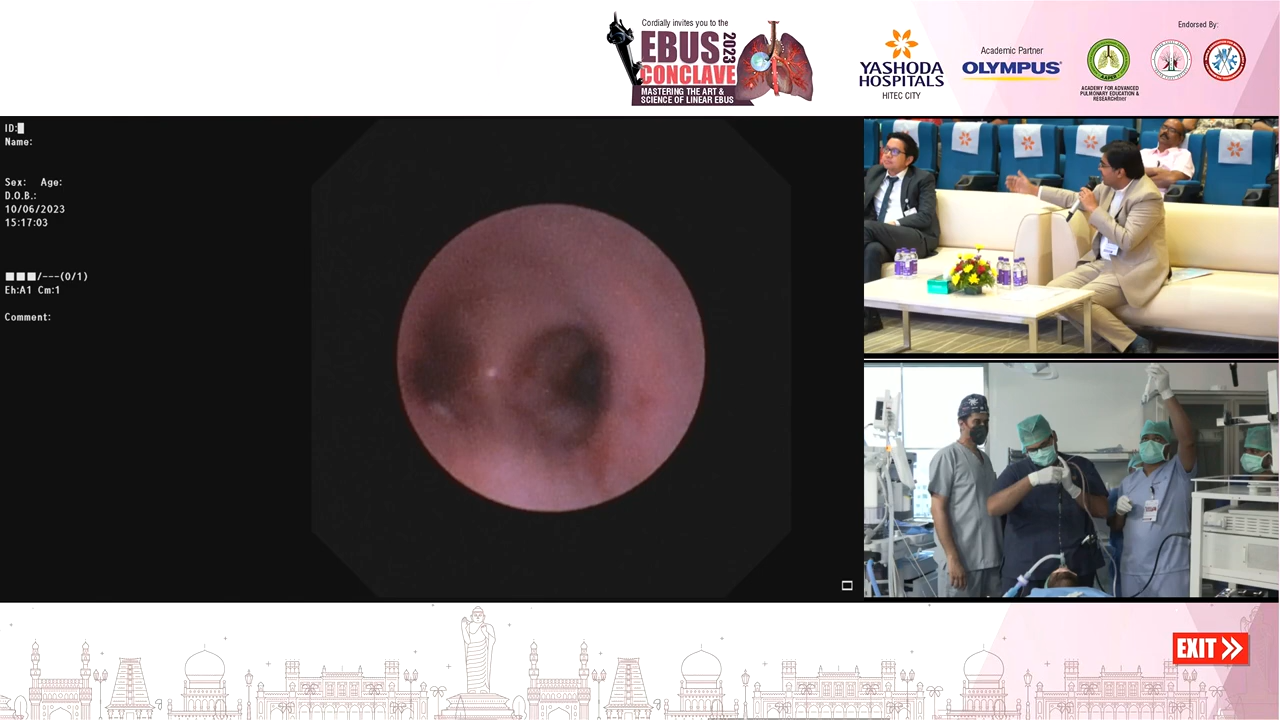 Cordially invites you to the
EBUS 2023
CONCLAVE
MASTERING THE ART &
SCIENCE OF LINEAR EBUS
YASHODA
HOSPITALS
HITEC CITY
Academic Partner
OLYMPUS
Endorsed By:
ACADEMY FOR ADVANCED
PULMONARY EDUCATION &
ID:
Name:
Sex: Age:
D.O.B.:
10/06/2023
15:17:03
■■■/---(0/1)
Eh:A1 Cm:1
Comment:
EXIT